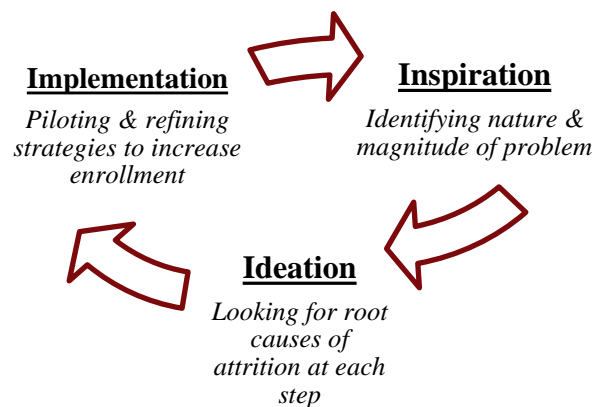 Implementation
Piloting & refining
strategies to increase
enrollment
Inspiration
Identifying nature &
magnitude of problem
Ideation
Looking for root
causes of
attrition at each
step